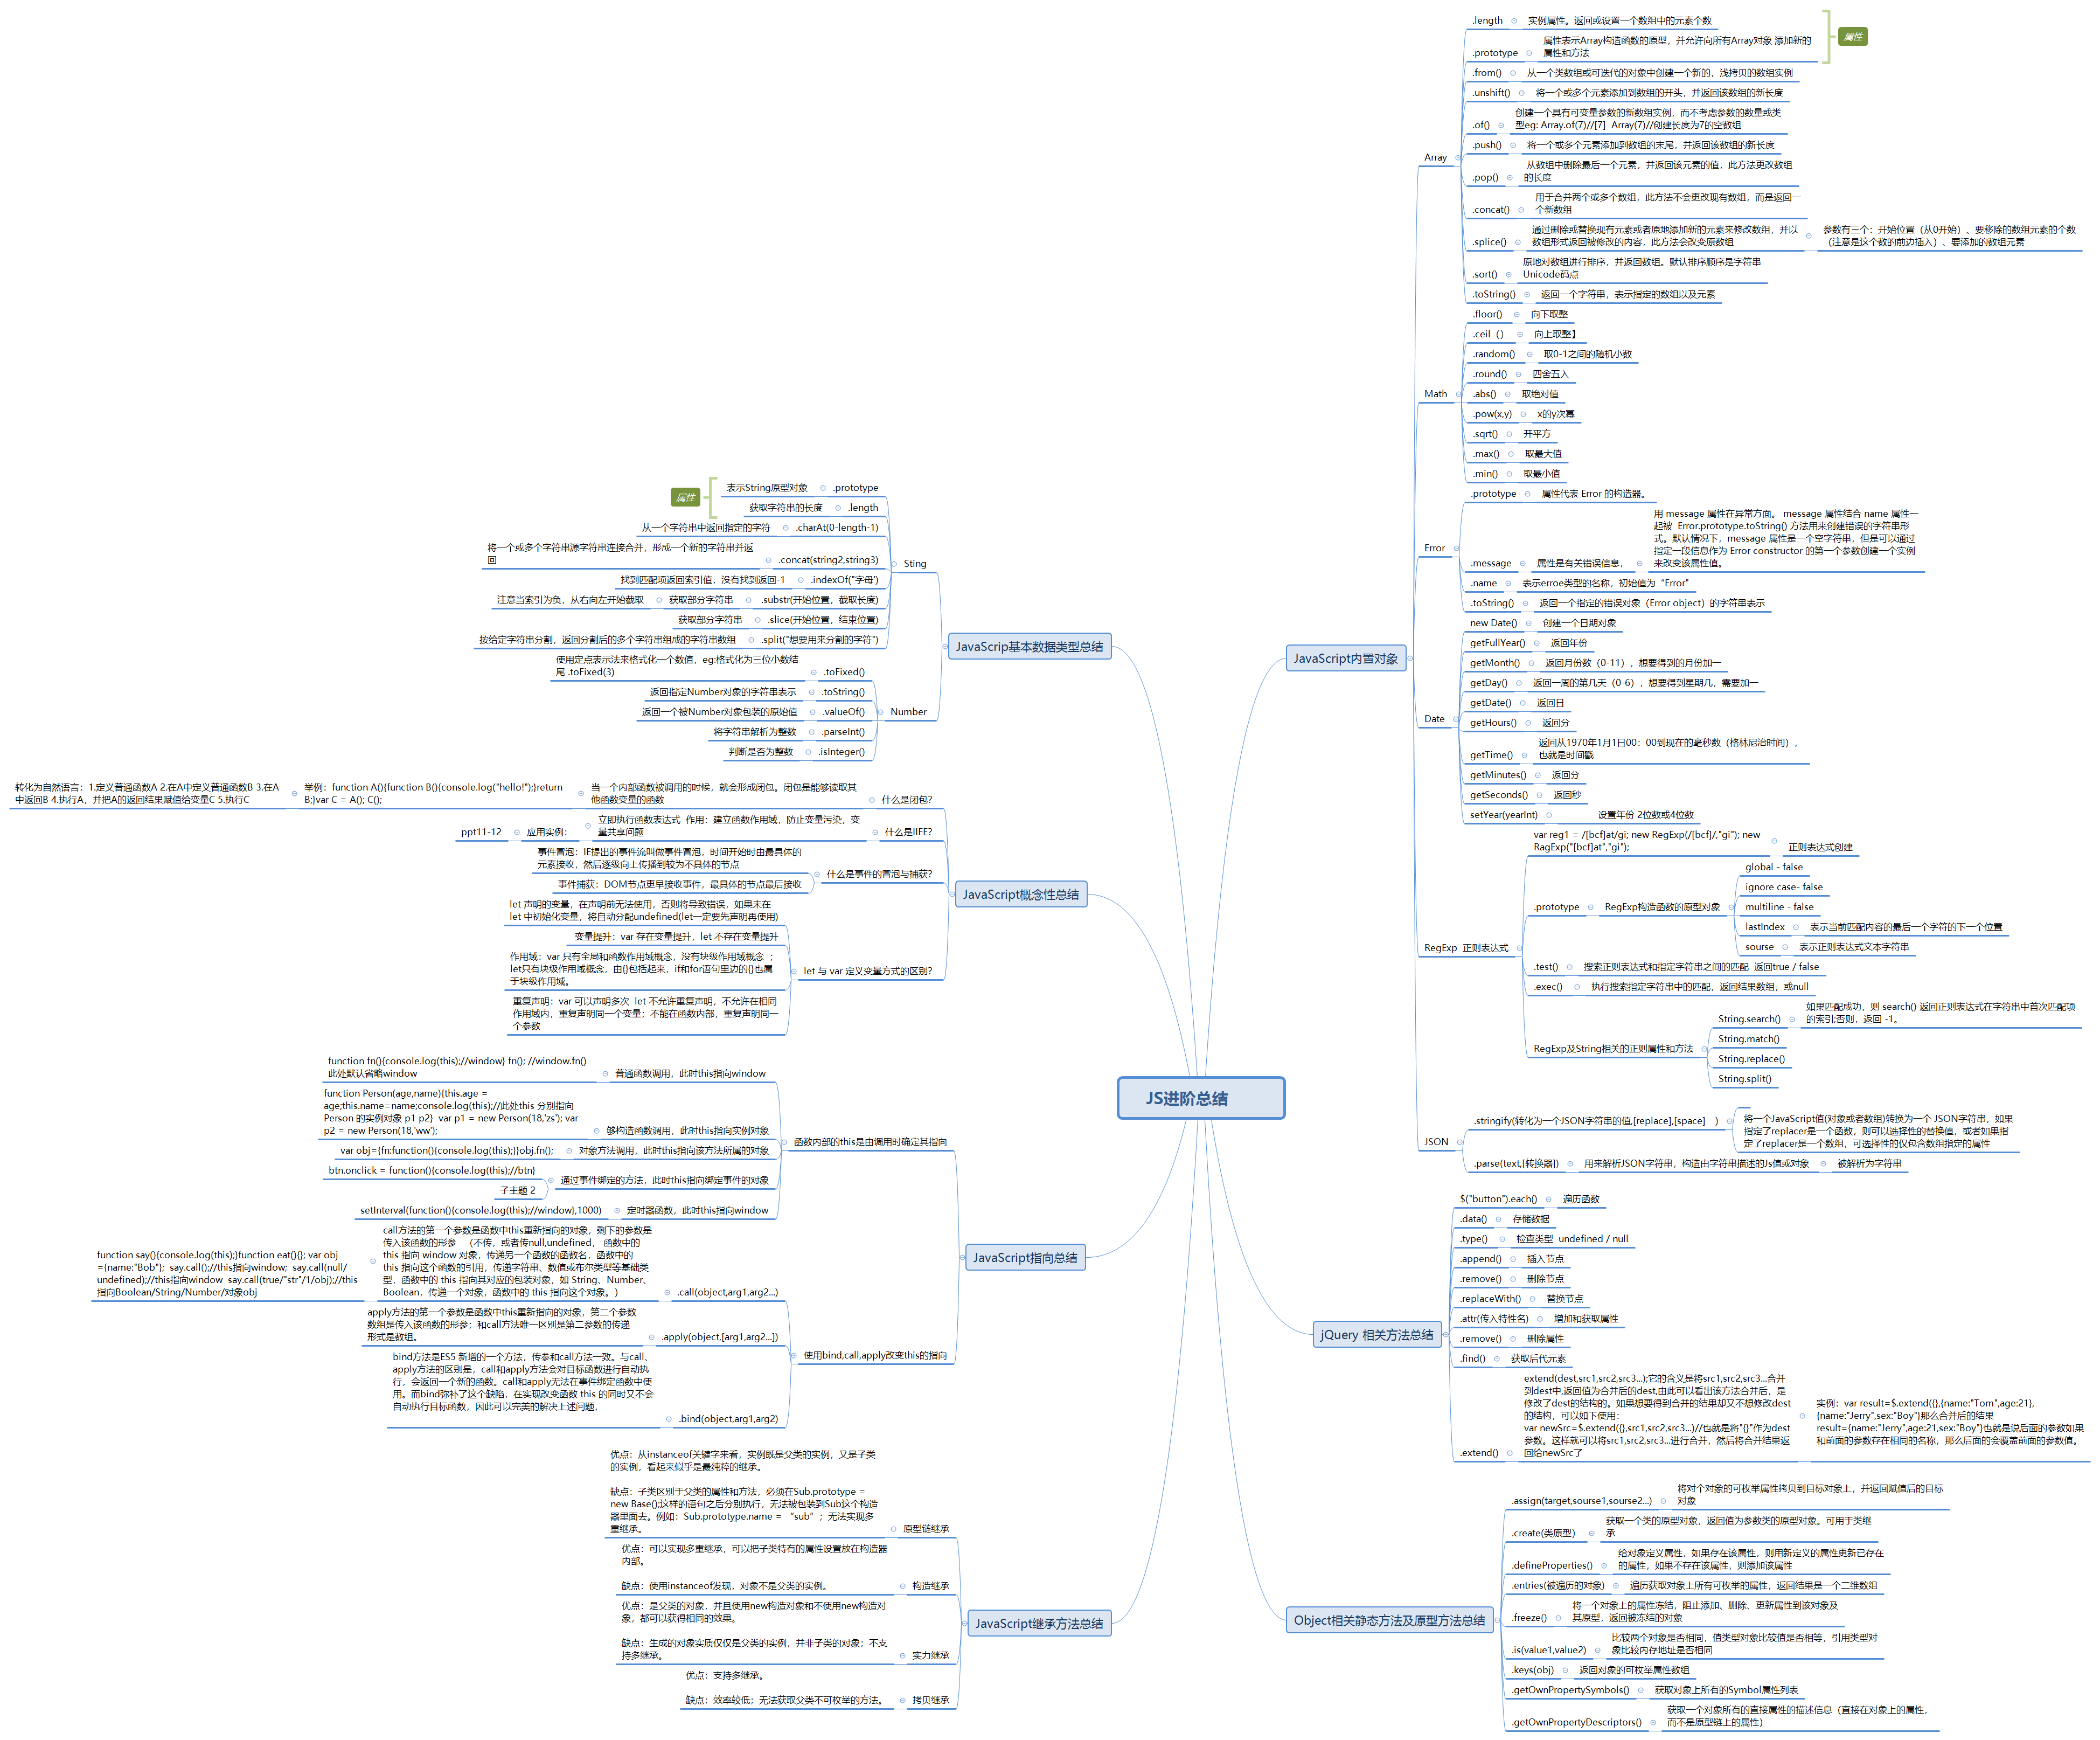 JS进阶总结
JavaScript内置对象
Array
.length
实例属性。返回或设置一个数组中的元素个数
.prototype
属性表示Array构造函数的原型，并允许向所有Array对象 添加新的
属性和方法
属性
.from()
从一个类数组或可迭代的对象中创建一个新的，浅拷贝的数组实例
.unshift()
将一个或多个元素添加到数组的开头，并返回该数组的新长度
.of()
创建一个具有可变量参数的新数组实例，而不考虑参数的数量或类
型eg: Array.of(7)//[7]  Array(7)//创建长度为7的空数组
.push()
将一个或多个元素添加到数组的末尾，并返回该数组的新长度
.pop()
从数组中删除最后一个元素，并返回该元素的值，此方法更改数组
的长度
.concat()
用于合并两个或多个数组，此方法不会更改现有数组，而是返回一
个新数组
.splice()
通过删除或替换现有元素或者原地添加新的元素来修改数组，并以
数组形式返回被修改的内容，此方法会改变原数组
参数有三个：开始位置（从0开始）、要移除的数组元素的个数
（注意是这个数的前边插入）、要添加的数组元素
.sort()
原地对数组进行排序，并返回数组。默认排序顺序是字符串
Unicode码点
.toString()
返回一个字符串，表示指定的数组以及元素
Math
.floor()
向下取整
.ceil（）
向上取整】
.random()
取0-1之间的随机小数
.round()
四舍五入
.abs()
取绝对值
.pow(x,y)
x的y次幂
.sqrt()
开平方
.max()
取最大值
.min()
取最小值
Error
.prototype
属性代表 Error 的构造器。
.message
属性是有关错误信息，
用 message 属性在异常方面。 message 属性结合 name 属性一
起被  Error.prototype.toString() 方法用来创建错误的字符串形
式。默认情况下，message 属性是一个空字符串，但是可以通过
指定一段信息作为 Error constructor 的第一个参数创建一个实例
来改变该属性值。
.name
表示erroe类型的名称，初始值为“Error"
.toString()
返回一个指定的错误对象（Error object）的字符串表示
Date
new Date()
创建一个日期对象
getFullYear()
返回年份
getMonth()
返回月份数（0-11），想要得到的月份加一
getDay()
返回一周的第几天（0-6），想要得到星期几，需要加一
getDate()
返回日
getHours()
返回分
getTime()
返回从1970年1月1日00：00到现在的毫秒数（格林尼治时间），
也就是时间戳
getMinutes()
返回分
getSeconds()
返回秒
setYear(yearInt)
设置年份 2位数或4位数
RegExp  正则表达式
var reg1 = /[bcf]at/gi; new RegExp(/[bcf]/,"gi"); new
RagExp("[bcf]at","gi");
正则表达式创建
.prototype
RegExp构造函数的原型对象
global - false
ignore case- false
multiline - false
lastIndex
表示当前匹配内容的最后一个字符的下一个位置
sourse
表示正则表达式文本字符串
.test()
搜索正则表达式和指定字符串之间的匹配  返回true / false
.exec()
执行搜索指定字符串中的匹配，返回结果数组，或null
RegExp及String相关的正则属性和方法
String.search()
如果匹配成功，则 search() 返回正则表达式在字符串中首次匹配项
的索引;否则，返回 -1。
String.match()
String.replace()
String.split()
JSON
.stringify(转化为一个JSON字符串的值,[replace],[space]    )
将一个JavaScript值(对象或者数组)转换为一个 JSON字符串，如果
指定了replacer是一个函数，则可以选择性的替换值，或者如果指
定了replacer是一个数组，可选择性的仅包含数组指定的属性
.parse(text,[转换器])
用来解析JSON字符串，构造由字符串描述的Js值或对象
被解析为字符串
jQuery 相关方法总结
$("button").each()
遍历函数
.data()
存储数据
.type()
检查类型  undefined / null
.append()
插入节点
.remove()
删除节点
.replaceWith()
替换节点
.attr(传入特性名)
增加和获取属性
.remove()
删除属性
.find()
获取后代元素
.extend()
extend(dest,src1,src2,src3...);它的含义是将src1,src2,src3...合并
到dest中,返回值为合并后的dest,由此可以看出该方法合并后，是
修改了dest的结构的。如果想要得到合并的结果却又不想修改dest
的结构，可以如下使用：
var newSrc=$.extend({},src1,src2,src3...)//也就是将"{}"作为dest
参数。这样就可以将src1,src2,src3...进行合并，然后将合并结果返
回给newSrc了
实例：var result=$.extend({},{name:"Tom",age:21},
{name:"Jerry",sex:"Boy"}那么合并后的结果
result={name:"Jerry",age:21,sex:"Boy"}也就是说后面的参数如果
和前面的参数存在相同的名称，那么后面的会覆盖前面的参数值。
Object相关静态方法及原型方法总结
.assign(target,sourse1,sourse2...)
将对个对象的可枚举属性拷贝到目标对象上，并返回赋值后的目标
对象
.create(类原型)
获取一个类的原型对象，返回值为参数类的原型对象。可用于类继
承
.defineProperties()
给对象定义属性，如果存在该属性，则用新定义的属性更新已存在
的属性，如果不存在该属性，则添加该属性
.entries(被遍历的对象)
遍历获取对象上所有可枚举的属性，返回结果是一个二维数组
.freeze()
将一个对象上的属性冻结，阻止添加、删除、更新属性到该对象及
其原型，返回被冻结的对象
.is(value1,value2)
比较两个对象是否相同，值类型对象比较值是否相等，引用类型对
象比较内存地址是否相同
.keys(obj)
返回对象的可枚举属性数组
.getOwnPropertySymbols()
获取对象上所有的Symbol属性列表
.getOwnPropertyDescriptors()
获取一个对象所有的直接属性的描述信息（直接在对象上的属性，
而不是原型链上的属性）
JavaScrip基本数据类型总结
Sting
属性
表示String原型对象
.prototype
获取字符串的长度
.length
从一个字符串中返回指定的字符
.charAt(0-length-1)
将一个或多个字符串源字符串连接合并，形成一个新的字符串并返
回
.concat(string2,string3)
找到匹配项返回索引值，没有找到返回-1
.indexOf("字母')
注意当索引为负，从右向左开始截取
获取部分字符串
.substr(开始位置，截取长度)
获取部分字符串
.slice(开始位置，结束位置)
按给定字符串分割，返回分割后的多个字符串组成的字符串数组
.split("想要用来分割的字符")
Number
使用定点表示法来格式化一个数值，eg:格式化为三位小数结
尾 .toFixed(3)
.toFixed()
返回指定Number对象的字符串表示
.toString()
返回一个被Number对象包装的原始值
.valueOf()
将字符串解析为整数
.parseInt()
判断是否为整数
.isInteger()
JavaScript概念性总结
什么是闭包?
当一个内部函数被调用的时候，就会形成闭包。闭包是能够读取其
他函数变量的函数
举例：function A(){function B(){console.log("hello!");}return
B;}var C = A(); C();
转化为自然语言：1.定义普通函数A 2.在A中定义普通函数B 3.在A
中返回B 4.执行A，并把A的返回结果赋值给变量C 5.执行C
什么是IIFE?
立即执行函数表达式  作用：建立函数作用域，防止变量污染，变
量共享问题
应用实例：
ppt11-12
什么是事件的冒泡与捕获?
事件冒泡：IE提出的事件流叫做事件冒泡，时间开始时由最具体的
元素接收，然后逐级向上传播到较为不具体的节点
事件捕获：DOM节点更早接收事件，最具体的节点最后接收
let 与 var 定义变量方式的区别?
let 声明的变量，在声明前无法使用，否则将导致错误，如果未在
let 中初始化变量，将自动分配undefined(let一定要先声明再使用)
变量提升：var 存在变量提升，let 不存在变量提升
作用域：var 只有全局和函数作用域概念，没有块级作用域概念 ；
let只有块级作用域概念，由{}包括起来，if和for语句里边的{}也属
于块级作用域。
重复声明：var 可以声明多次  let 不允许重复声明，不允许在相同
作用域内，重复声明同一个变量；不能在函数内部，重复声明同一
个参数
JavaScript指向总结
函数内部的this是由调用时确定其指向
function fn(){console.log(this);//window} fn(); //window.fn()
此处默认省略window
普通函数调用，此时this指向window
function Person(age,name){this.age =
age;this.name=name;console.log(this);//此处this 分别指向
Person 的实例对象 p1 p2}  var p1 = new Person(18,'zs'); var
p2 = new Person(18,'ww');
够构造函数调用，此时this指向实例对象
var obj={fn:function(){console.log(this);}}obj.fn();
对象方法调用，此时this指向该方法所属的对象
btn.onclick = function(){console.log(this);//btn}
子主题 2
通过事件绑定的方法，此时this指向绑定事件的对象
setInterval(function(){console.log(this);//window},1000)
定时器函数，此时this指向window
使用bind,call,apply改变this的指向
.call(object,arg1,arg2...)
call方法的第一个参数是函数中this重新指向的对象，剩下的参数是
传入该函数的形参    （不传，或者传null,undefined， 函数中的
this 指向 window 对象，传递另一个函数的函数名，函数中的
this 指向这个函数的引用，传递字符串、数值或布尔类型等基础类
型，函数中的 this 指向其对应的包装对象，如 String、Number、
Boolean，传递一个对象，函数中的 this 指向这个对象。)
function say(){console.log(this);}function eat(){}; var obj
={name:"Bob"};  say.call();//this指向window;  say.call(null/
undefined);//this指向window  say.call(true/"str"/1/obj);//this
指向Boolean/String/Number/对象obj
.apply(object,[arg1,arg2...])
apply方法的第一个参数是函数中this重新指向的对象，第二个参数
数组是传入该函数的形参；和call方法唯一区别是第二参数的传递
形式是数组。
.bind(object,arg1,arg2)
bind方法是ES5 新增的一个方法，传参和call方法一致。与call、
apply方法的区别是，call和apply方法会对目标函数进行自动执
行，会返回一个新的函数。call和apply无法在事件绑定函数中使
用。而bind弥补了这个缺陷，在实现改变函数 this 的同时又不会
自动执行目标函数，因此可以完美的解决上述问题，
JavaScript继承方法总结
原型链继承
优点：从instanceof关键字来看，实例既是父类的实例，又是子类
的实例，看起来似乎是最纯粹的继承。
缺点：子类区别于父类的属性和方法，必须在Sub.prototype =
new Base();这样的语句之后分别执行，无法被包装到Sub这个构造
器里面去。例如：Sub.prototype.name = “sub”；无法实现多
重继承。
构造继承
优点：可以实现多重继承，可以把子类特有的属性设置放在构造器
内部。
缺点：使用instanceof发现，对象不是父类的实例。
实力继承
优点：是父类的对象，并且使用new构造对象和不使用new构造对
象，都可以获得相同的效果。
缺点：生成的对象实质仅仅是父类的实例，并非子类的对象；不支
持多继承。
拷贝继承
优点：支持多继承。
缺点：效率较低；无法获取父类不可枚举的方法。